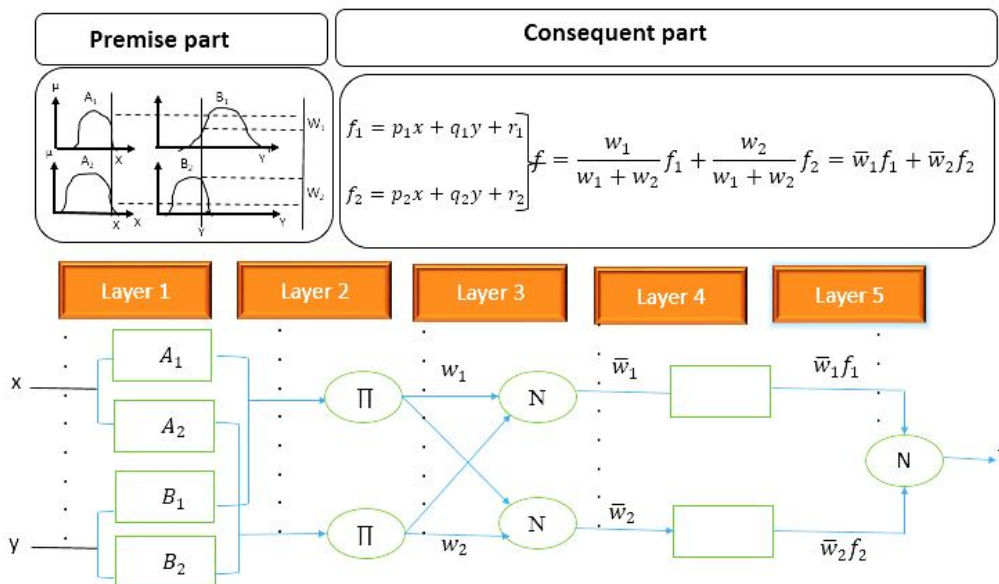 Premise part
Consequent part
μ
A₁
B₁
W₁
X
Y
μ
A₂
B₂
W₂
X
X
Y
Y
f₁ = p₁x + q₁y + r₁
f₂ = p₂x + q₂y + r₂
f = w₁/(w₁ + w₂) f₁ + w₂/(w₁ + w₂) f₂ = w̅₁f₁ + w̅₂f₂
Layer 1
Layer 2
Layer 3
Layer 4
Layer 5
x
A₁
A₂
y
B₁
B₂
∏
∏
w₁
w₂
N
N
w̅₁
w̅₂
w̅₁f₁
w̅₂f₂
N